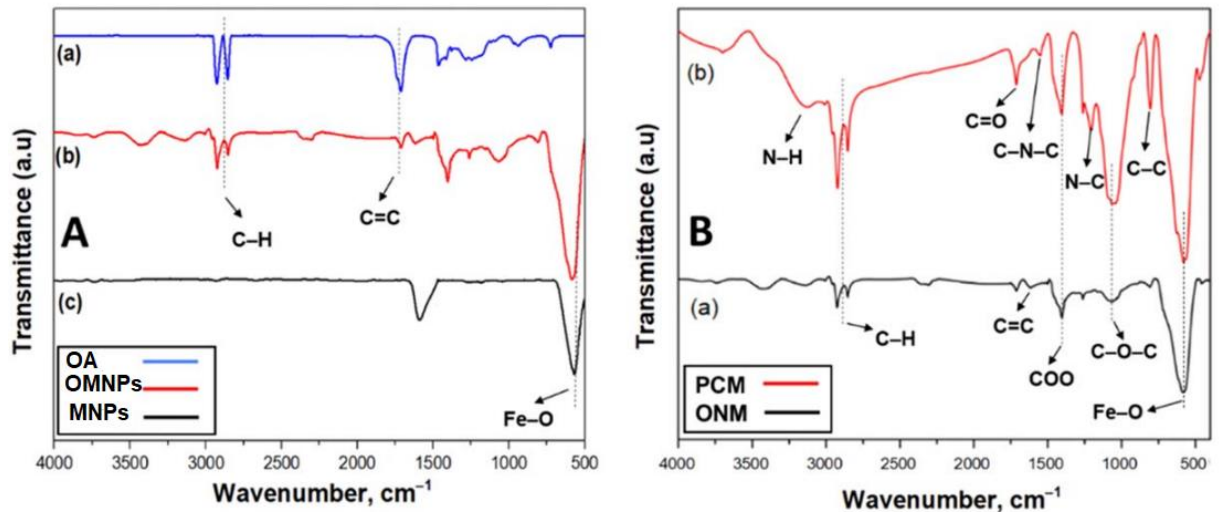 Transmittance (a.u)
(a)
(b)
C–H
C=C
A
(c)
OA
OMNPs
MNPs
Fe–O
4000 3500 3000 2500 2000 1500 1000 500
Wavenumber, cm⁻¹
Transmittance (a.u)
(b)
N–H
C=O
C–N–C
N–C
C–C
B
(a)
C–H
C=C
COO
C–O–C
Fe–O
PCM
ONM
4000 3500 3000 2500 2000 1500 1000 500
Wavenumber, cm⁻¹